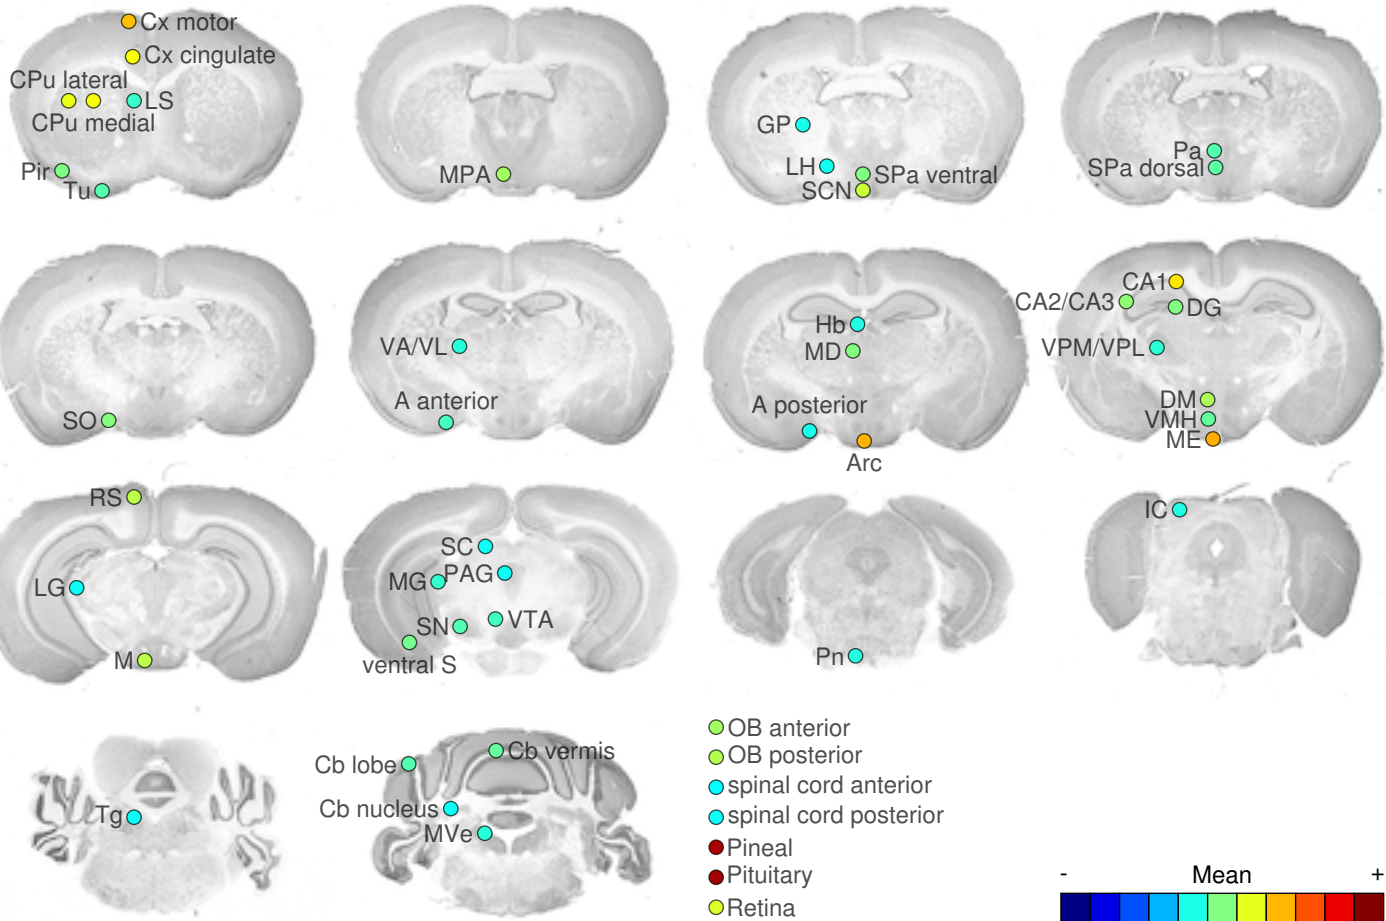 Cx motor
Cx cingulate
CPu lateral
LS
CPu medial
Pir
Tu
MPA
GP
LH
SPa ventral
SCN
Pa
SPa dorsal
SO
VA/VL
A anterior
Hb
MD
A posterior
Arc
CA1
CA2/CA3
DG
VPM/VPL
DM
VMH
ME
RS
LG
M
SC
PAG
MG
SN
VTA
ventral S
Pn
IC
Tg
Cb lobe
Cb vermis
Cb nucleus
MVe
OB anterior
OB posterior
spinal cord anterior
spinal cord posterior
Pineal
Pituitary
Retina
- Mean +